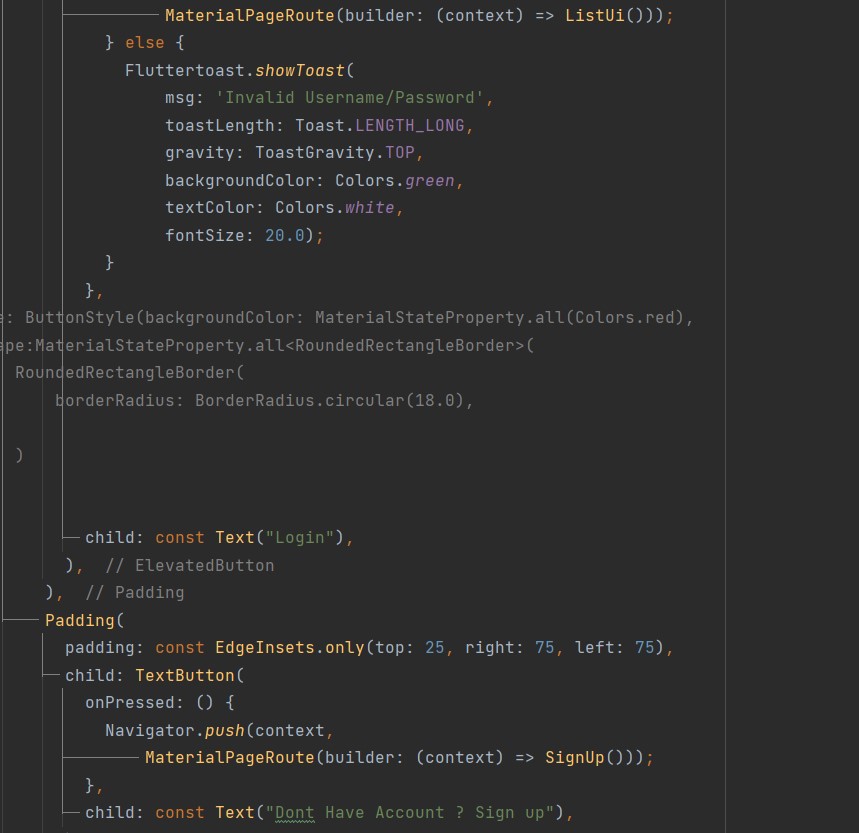 MaterialPageRoute(builder: (context) => ListUi()));
} else {
Fluttertoast.showToast(
msg: 'Invalid Username/Password',
toastLength: Toast.LENGTH_LONG,
gravity: ToastGravity.TOP,
backgroundColor: Colors.green,
textColor: Colors.white,
fontSize: 20.0);
}
},
e: ButtonStyle(backgroundColor: MaterialStateProperty.all(Colors.red),
ape:MaterialStateProperty.all<RoundedRectangleBorder>(
RoundedRectangleBorder(
borderRadius: BorderRadius.circular(18.0),
)
child: const Text("Login"),
), // ElevatedButton
), // Padding
Padding(
padding: const EdgeInsets.only(top: 25, right: 75, left: 75),
child: TextButton(
onPressed: () {
Navigator.push(context,
MaterialPageRoute(builder: (context) => SignUp()));
},
child: const Text("Dont Have Account ? Sign up"),